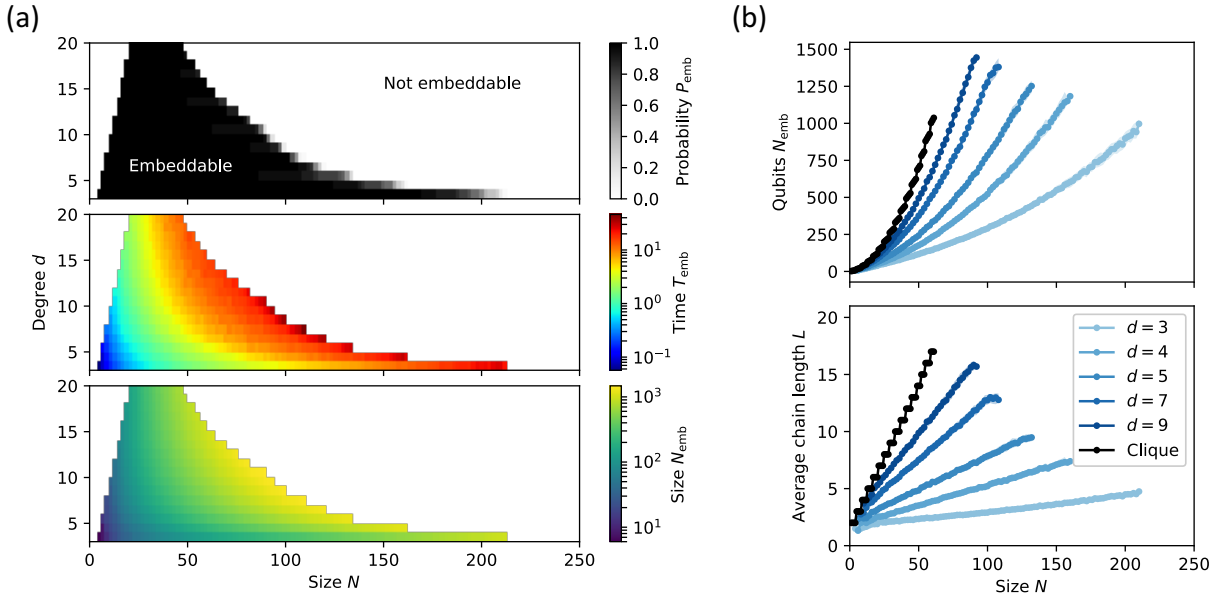 (a)
20
15
10
5
Not embeddable
Embeddable
1.0
0.8
0.6
0.4
0.2
0.0
Probability P_emb
20
15
10
5
Degree d
10^1
10^0
10^-1
Time T_emb
20
15
10
5
10^3
10^2
10^1
Size N_emb
0 50 100 150 200 250
Size N
(b)
1500
1250
1000
750
500
250
0
Qubits N_emb
20
15
10
5
0
Average chain length L
d = 3
d = 4
d = 5
d = 7
d = 9
Clique
0 50 100 150 200 250
Size N